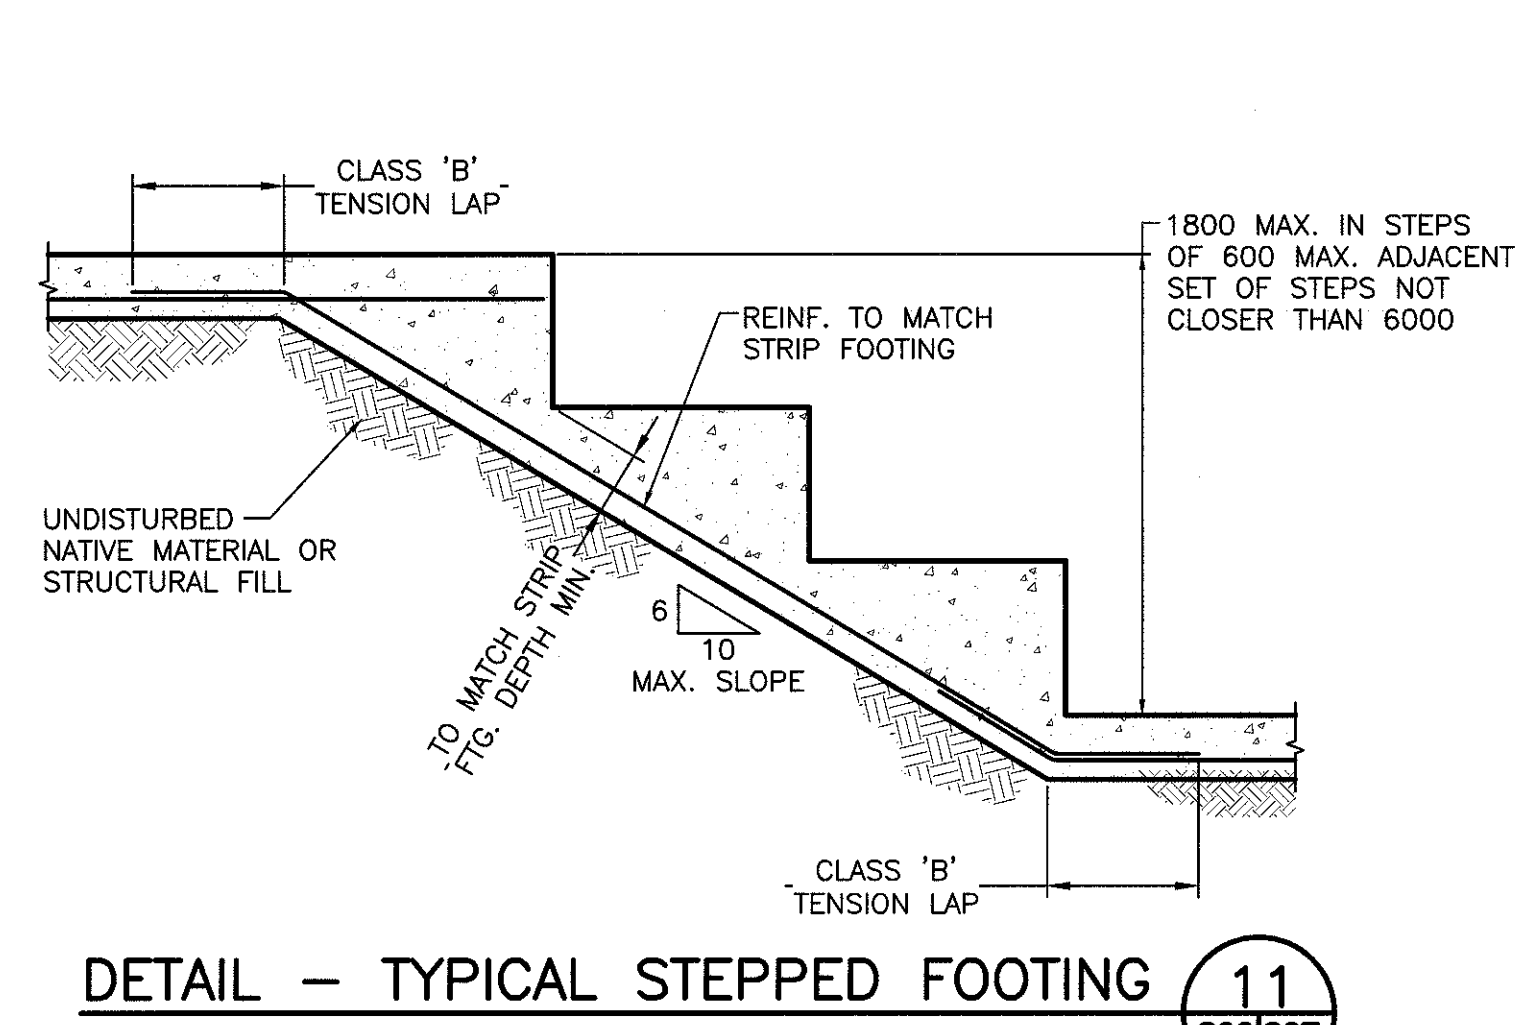 CLASS 'B'
TENSION LAP
1800 MAX. IN STEPS
OF 600 MAX. ADJACENT
SET OF STEPS NOT
CLOSER THAN 6000
REINF. TO MATCH
STRIP FOOTING
UNDISTURBED
NATIVE MATERIAL OR
STRUCTURAL FILL
TO MATCH STRIP
FTG. DEPTH MIN.
6
10
MAX. SLOPE
CLASS 'B'
TENSION LAP
DETAIL – TYPICAL STEPPED FOOTING
11